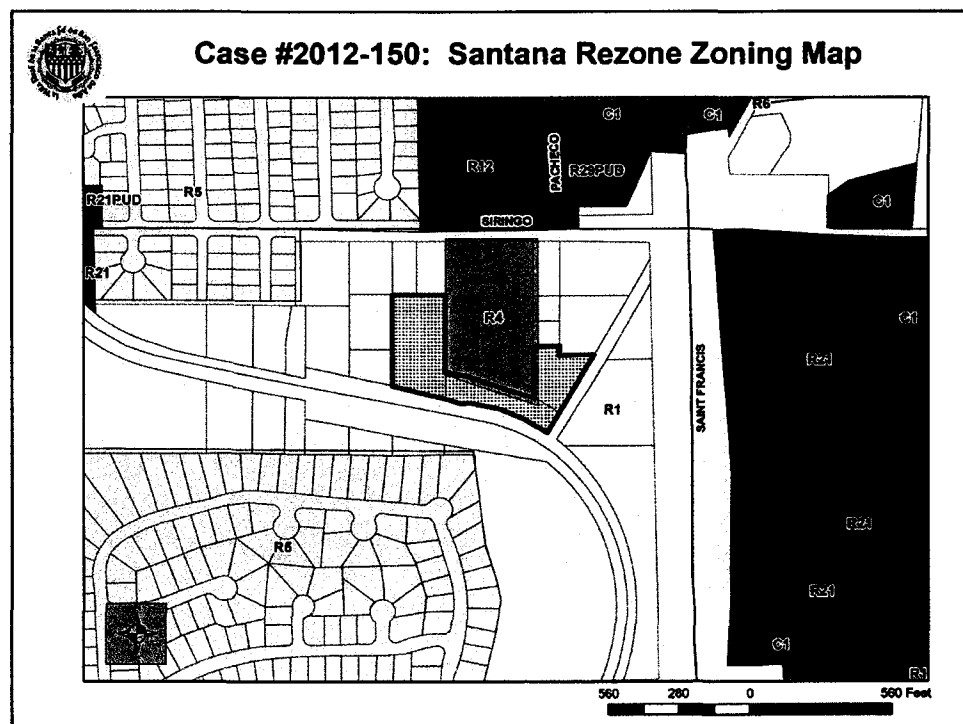 Case #2012-150: Santana Rezone Zoning Map
C1
C1
R6
R12
PACHECO
R29PUD
R21PUD
R5
C1
SIRINGO
R21
R4
C1
R21
SAINT FRANCIS
R1
R21
R5
R21
C1
R1
560 280 0 560 Feet